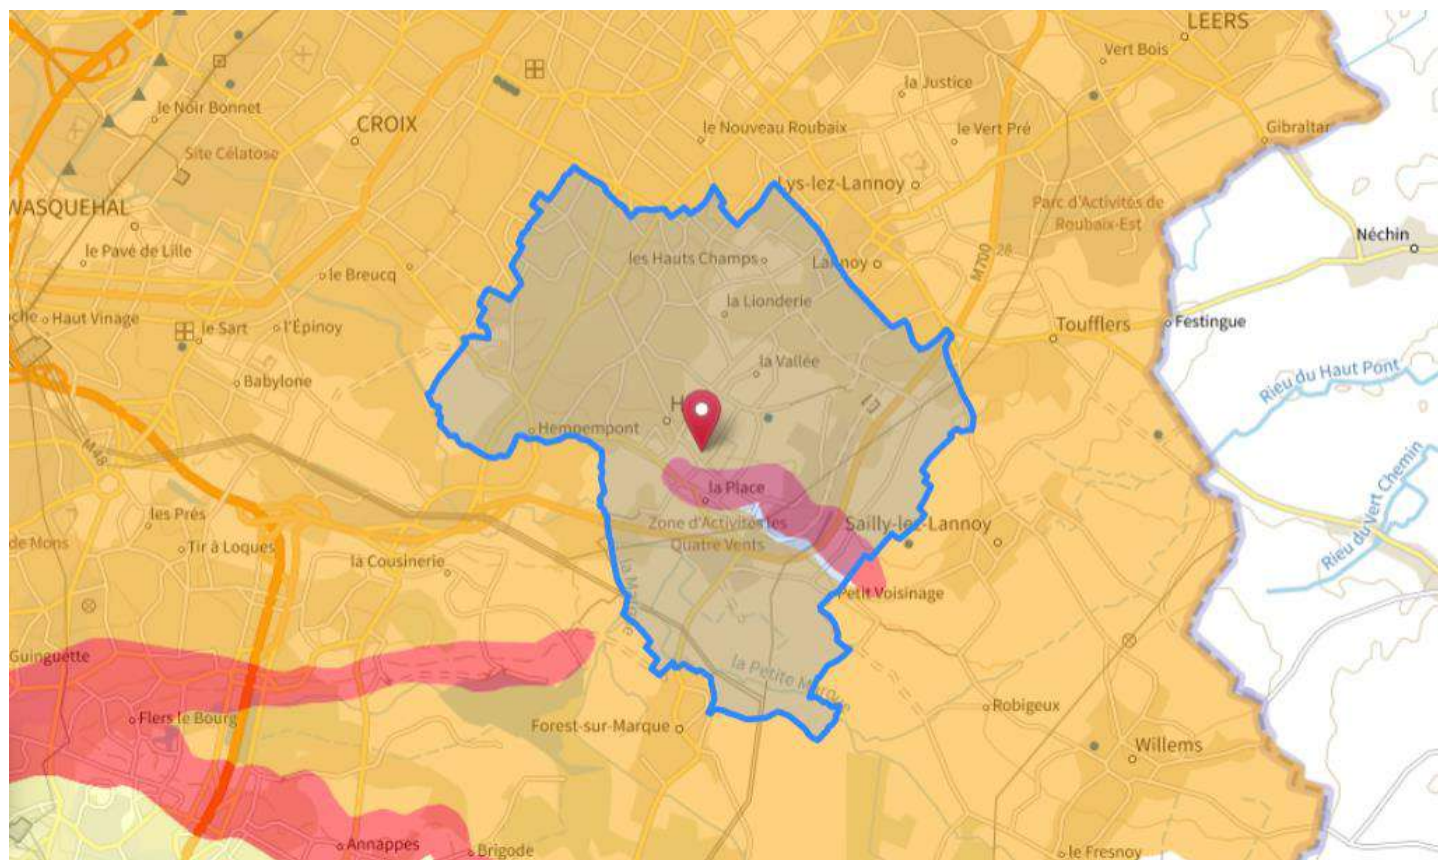 LEERS
Vert Bois
la Justice
le Noir Bonnet
CROIX
le Nouveau Roubaix
le Vert Pré
Gibraltar
Site Célatose
Lys-lez-Lannoy
WASQUEHAL
Parc d'Activités de
Roubaix-Est
Néchin
le Pavé de Lille
les Hauts Champs
Lannoy
M700
28
le Breucq
la Lionderie
Haut Vinage
le Sart
l'Épinoy
Toufflers
Festingue
la Vallée
Babylone
Rieu du Haut Pont
H
Hempempont
M48
la Place
les Prés
Zone d'Activités les
Quatre Vents
Sailly-lez-Lannoy
Rieu du Vert Chemin
de Mons
Tir à Loques
la Cousinerie
Petit Voisinage
Guinguette
la Petite Marque
Flers le Bourg
Forest-sur-Marque
Robigeux
Willems
Annappes
Brigode
le Fresnoy